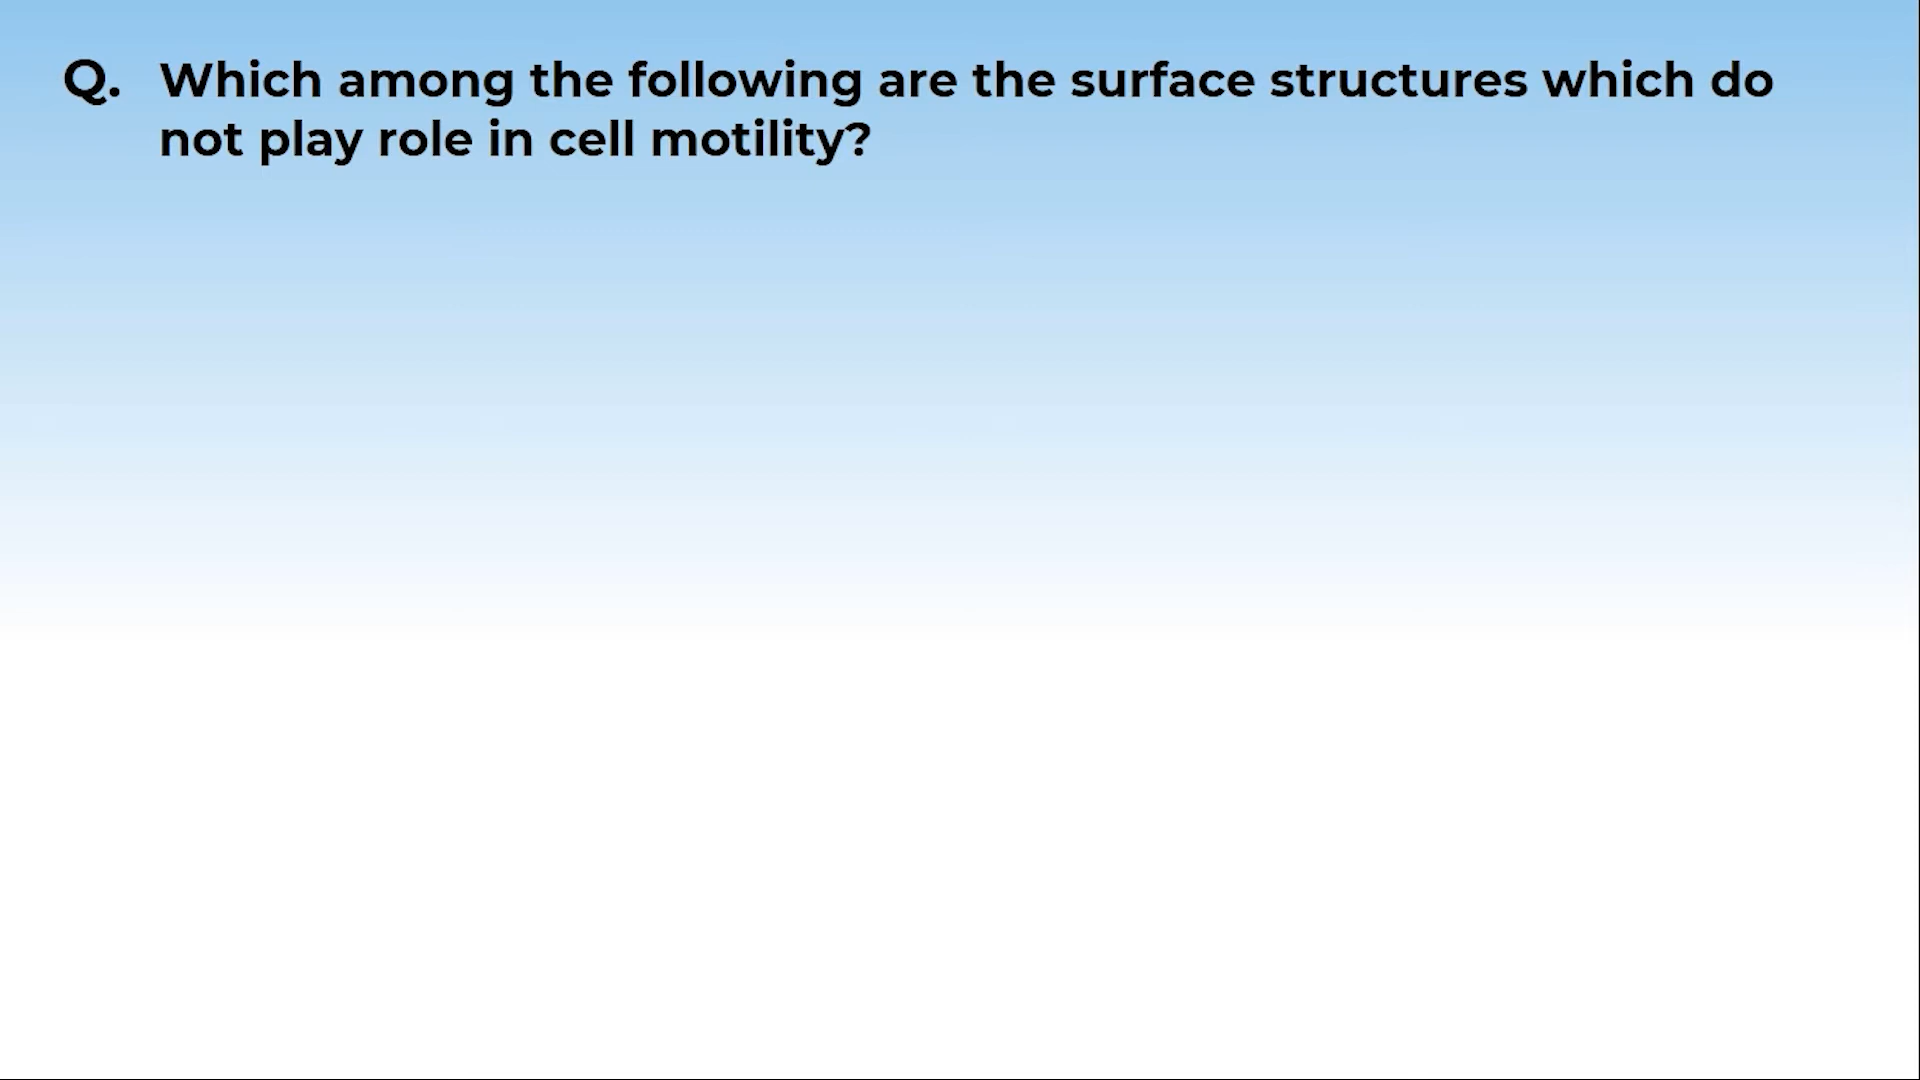 Q. Which among the following are the surface structures which do
not play role in cell motility?